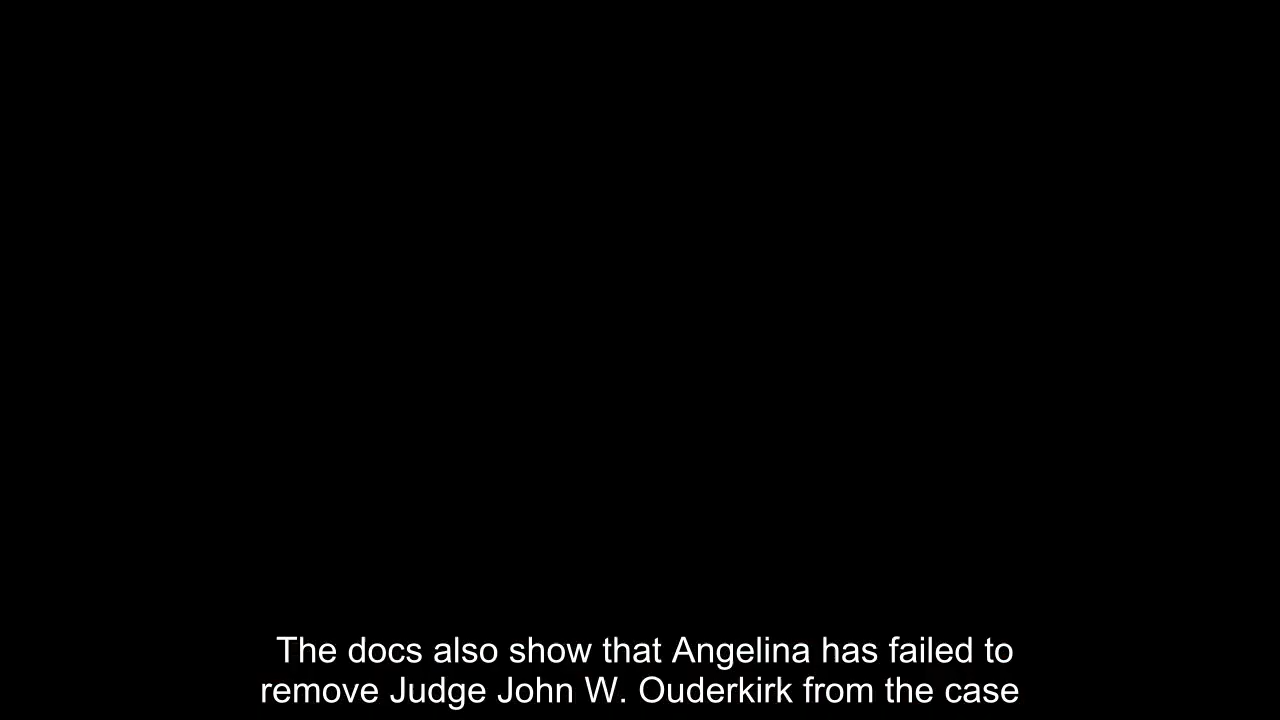 The docs also show that Angelina has failed to
remove Judge John W. Ouderkirk from the case